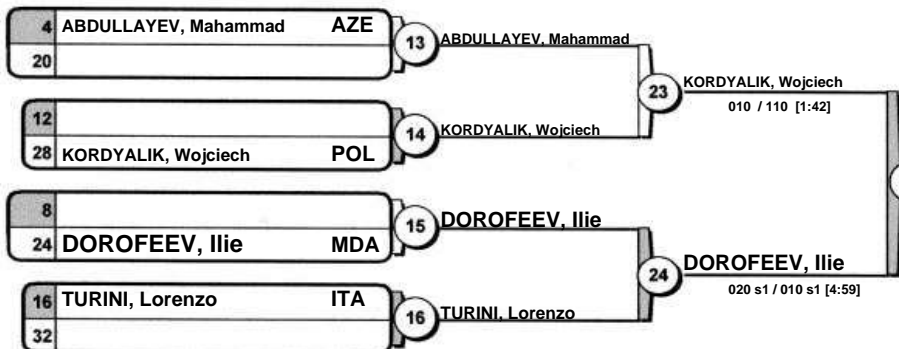 4 ABDULLAYEV, Mahammad AZE
20
13 ABDULLAYEV, Mahammad
12
28 KORDYALIK, Wojciech POL
14 KORDYALIK, Wojciech
23 KORDYALIK, Wojciech
010 / 110 [1:42]
8
24 DOROFEEV, Ilie MDA
15 DOROFEEV, Ilie
16 TURINI, Lorenzo ITA
32
16 TURINI, Lorenzo
24 DOROFEEV, Ilie
020 s1 / 010 s1 [4:59]